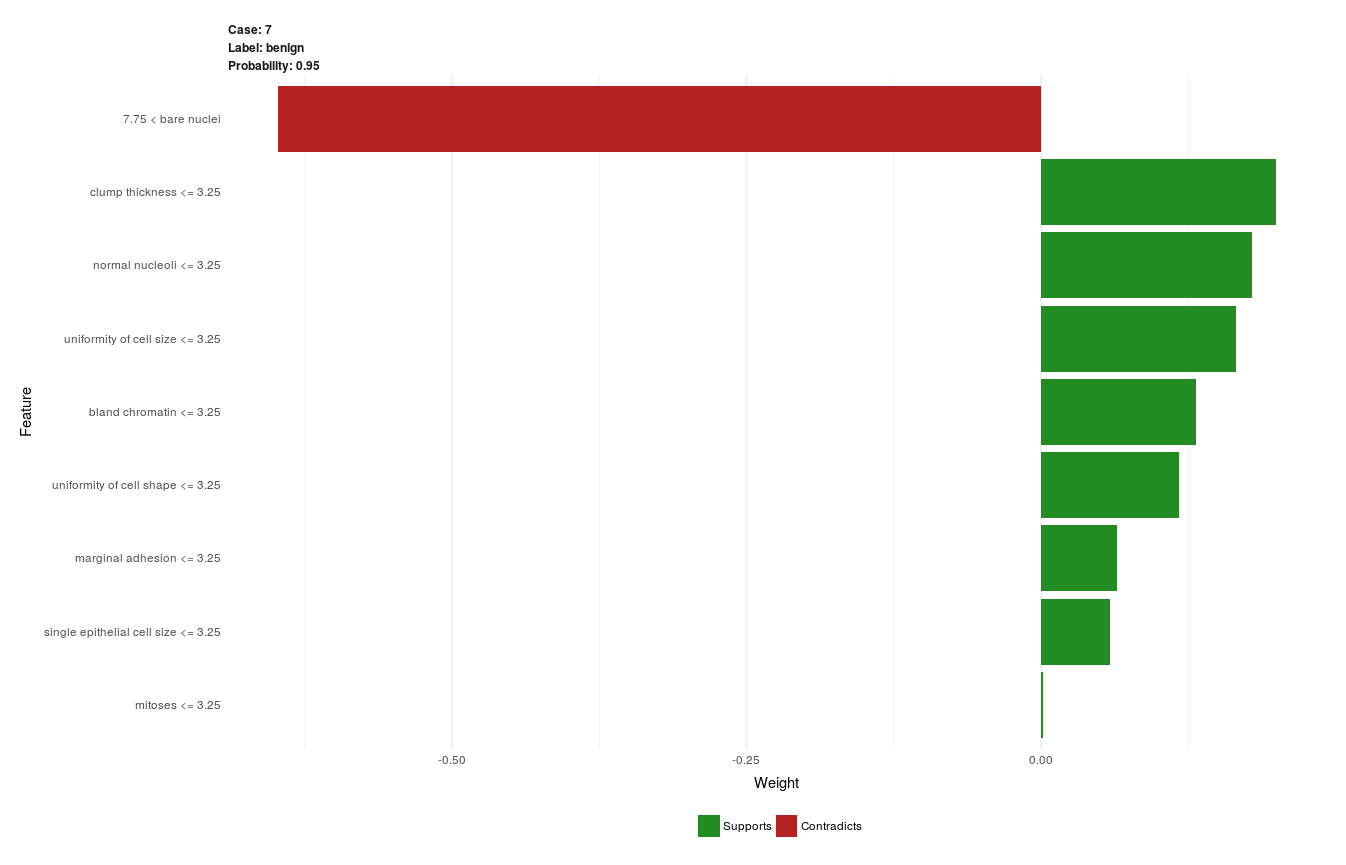 Case: 7
Label: benign
Probability: 0.95
7.75 < bare nuclei
clump thickness <= 3.25
normal nucleoli <= 3.25
uniformity of cell size <= 3.25
bland chromatin <= 3.25
uniformity of cell shape <= 3.25
marginal adhesion <= 3.25
single epithelial cell size <= 3.25
mitoses <= 3.25
Feature
-0.50 -0.25 0.00
Weight
Supports Contradicts